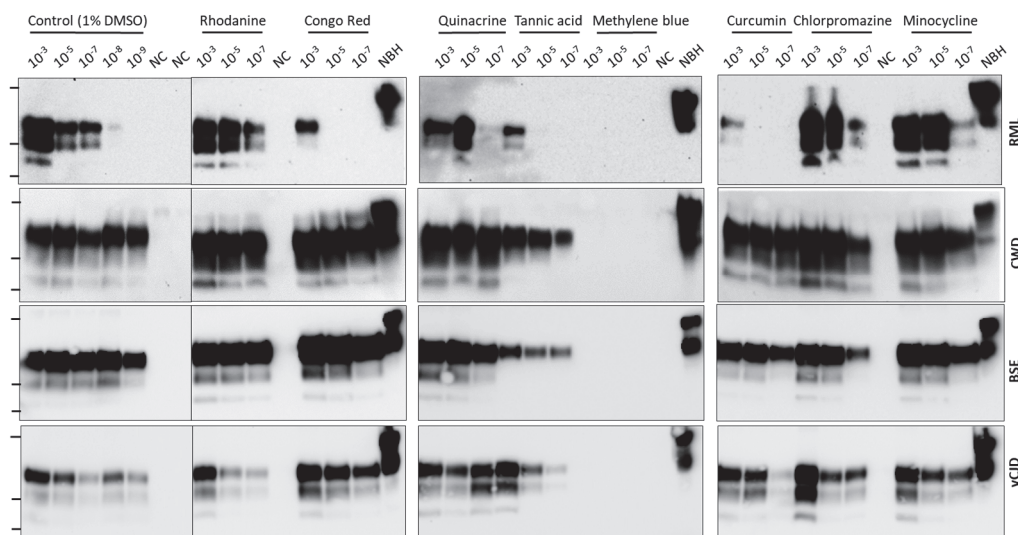 Control (1% DMSO) Rhodanine Congo Red Quinacrine Tannic acid Methylene blue Curcumin Chlorpromazine Minocycline
10⁻³ 10⁻⁵ 10⁻⁷ 10⁻⁸ 10⁻⁹ NC NC 10⁻³ 10⁻⁵ 10⁻⁷ NC 10⁻³ 10⁻⁵ 10⁻⁷ NBH 10⁻³ 10⁻⁵ 10⁻⁷ 10⁻³ 10⁻⁵ 10⁻⁷ 10⁻³ 10⁻⁵ 10⁻⁷ NC NBH 10⁻³ 10⁻⁵ 10⁻⁷ 10⁻³ 10⁻⁵ 10⁻⁷ NC 10⁻³ 10⁻⁵ 10⁻⁷ NBH
RML
CWD
BSE
vCJD